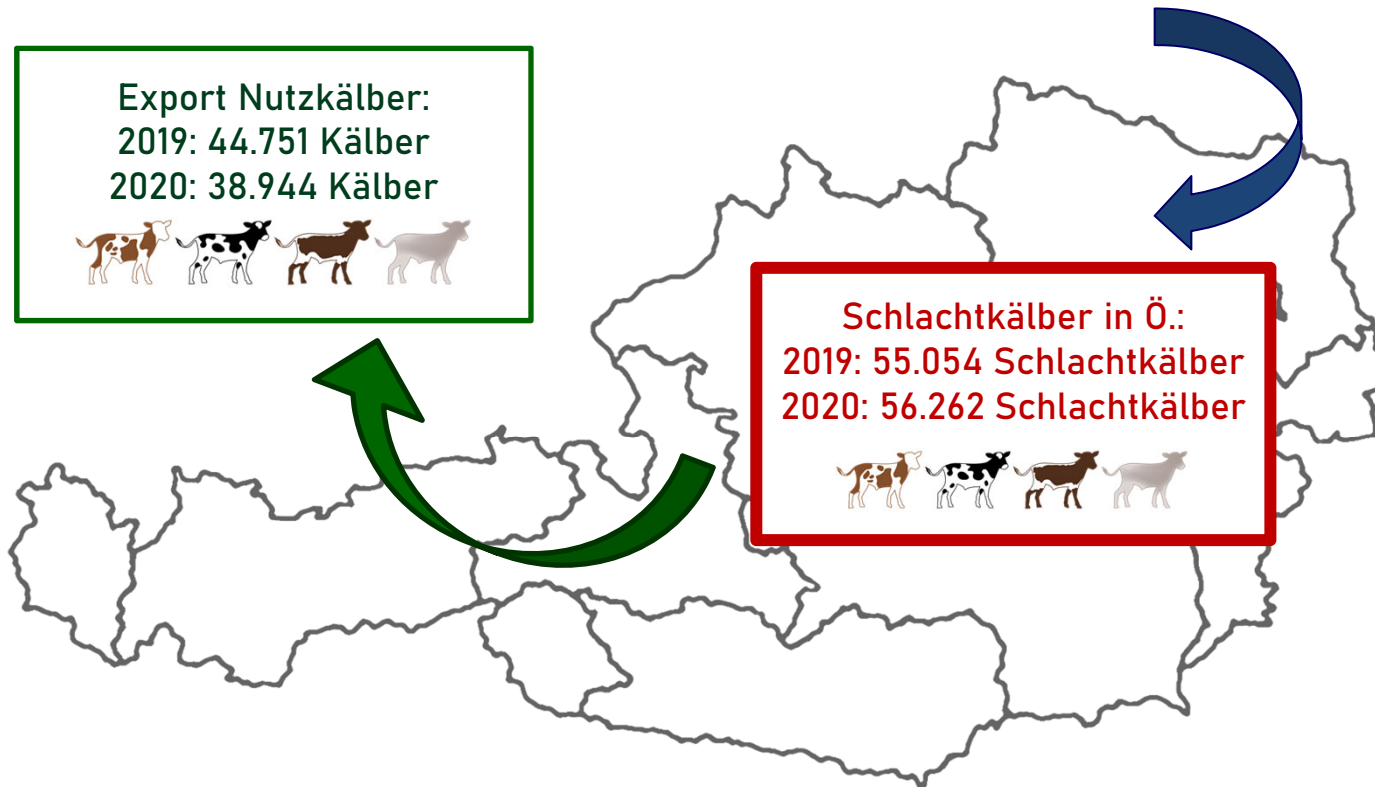 Export Nutzkälber:
2019: 44.751 Kälber
2020: 38.944 Kälber
Schlachtkälber in Ö.:
2019: 55.054 Schlachtkälber
2020: 56.262 Schlachtkälber